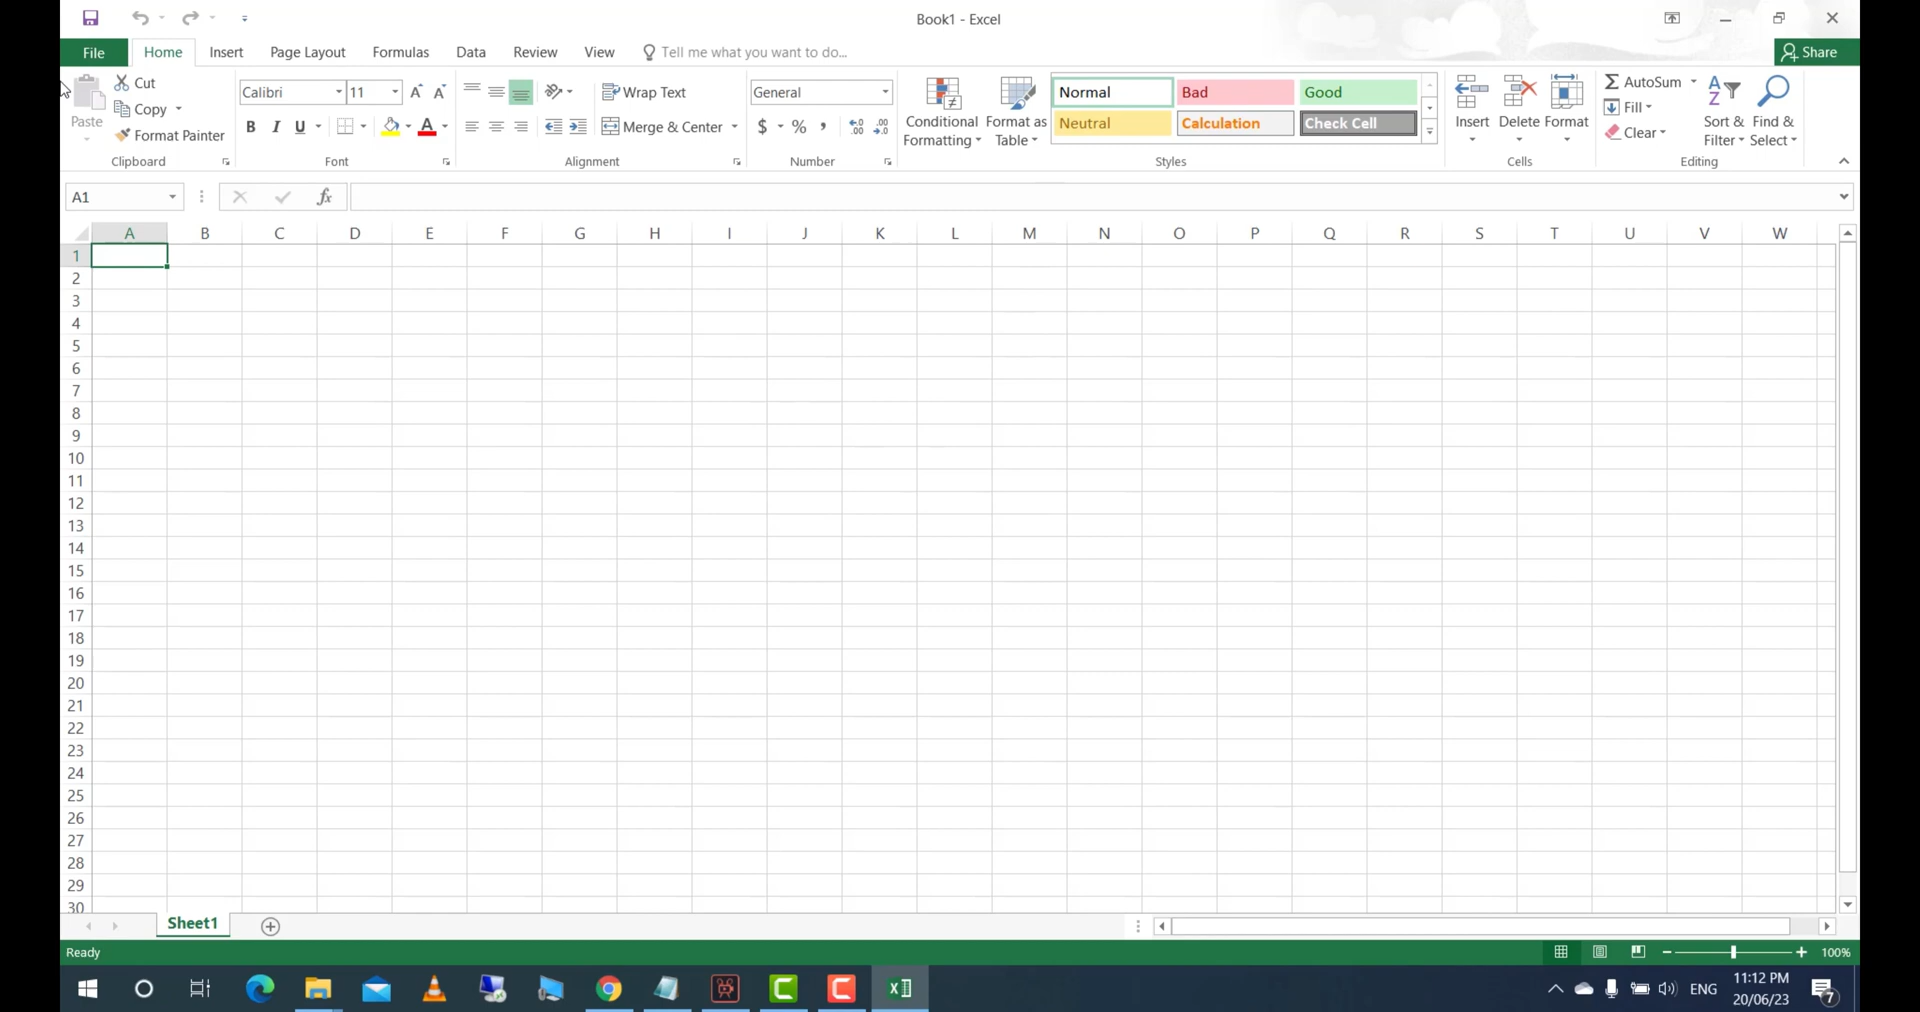 Book1 - Excel
File Home Insert Page Layout Formulas Data Review View Tell me what you want to do... Share
Paste
Cut
Copy
Format Painter
Clipboard
Calibri 11
B I U A
Font
Wrap Text
Merge & Center
Alignment
General
$ % ,
Number
Conditional Formatting
Format as Table
Normal Bad Good
Neutral Calculation Check Cell
Styles
Insert Delete Format
Cells
AutoSum
Fill
Clear
Sort & Filter
Find & Select
Editing
A1 fx
A B C D E F G H I J K L M N O P Q R S T U V W
1
2
3
4
5
6
7
8
9
10
11
12
13
14
15
16
17
18
19
20
21
22
23
24
25
26
27
28
29
30
Sheet1
Ready 100%
ENG 11:12 PM
20/06/23 7